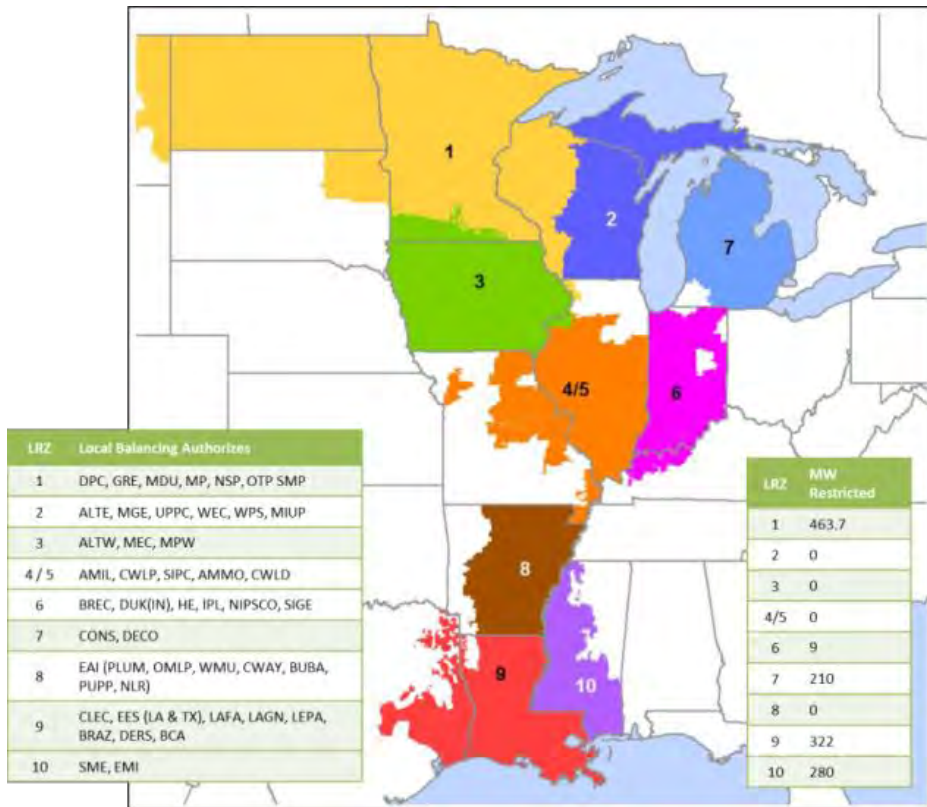 1
2
7
3
4/5
6
8
9
10
LRZ Local Balancing Authorizes
1 DPC, GRE, MDU, MP, NSP, OTP SMP
2 ALTE, MGE, UPPC, WEC, WPS, MIUP
3 ALTW, MEC, MPW
4 / 5 AMIL, CWLP, SIPC, AMMO, CWLD
6 BREC, DUK(IN), HE, IPL, NIPSCO, SIGE
7 CONS, DECO
8 EAI (PLUM, OMLP, WMU, CWAY, BUBA,
PUPP, NLR)
9 CLEC, EES (LA & TX), LAFA, LAGN, LEPA,
BRAZ, DERS, BCA
10 SME, EMI
LRZ MW
Restricted
1 463.7
2 0
3 0
4/5 0
6 9
7 210
8 0
9 322
10 280